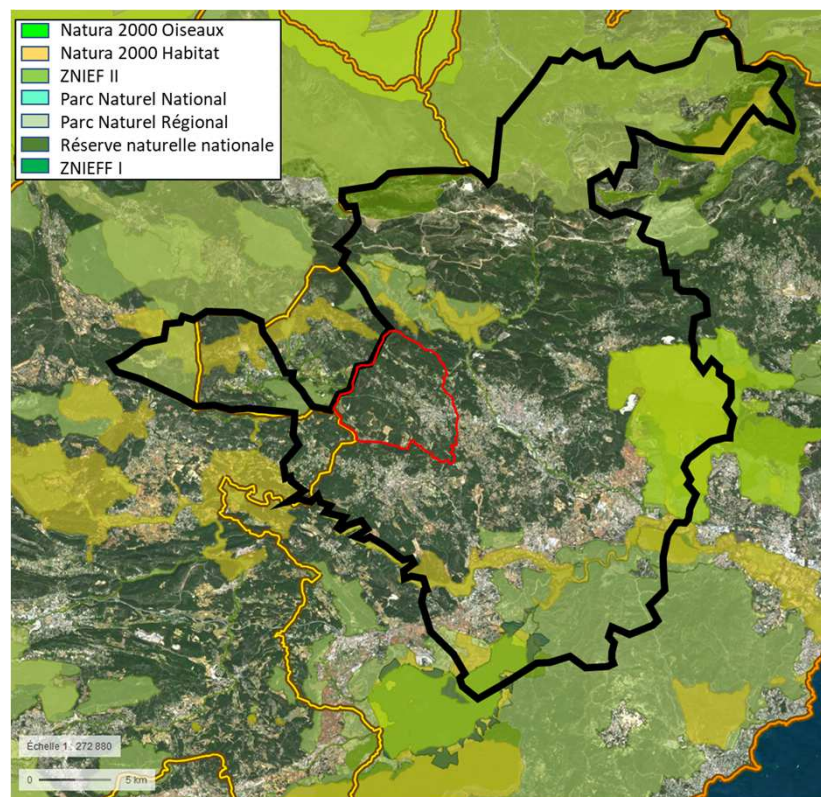 Natura 2000 Oiseaux
Natura 2000 Habitat
ZNIEF II
Parc Naturel National
Parc Naturel Régional
Réserve naturelle nationale
ZNIEFF I
Échelle 1 : 272 880
0 5 km